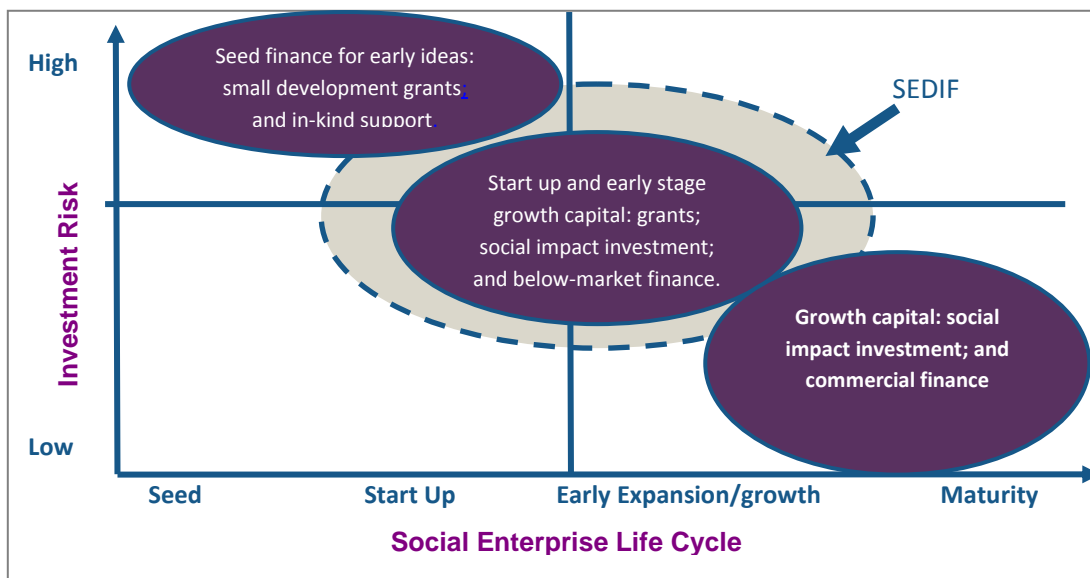 High
Seed finance for early ideas:
small development grants;
and in-kind support.
SEDIF
Start up and early stage
growth capital: grants;
social impact investment;
and below-market finance.
Investment Risk
Growth capital: social
impact investment; and
commercial finance
Low
Seed
Start Up
Early Expansion/growth
Maturity
Social Enterprise Life Cycle